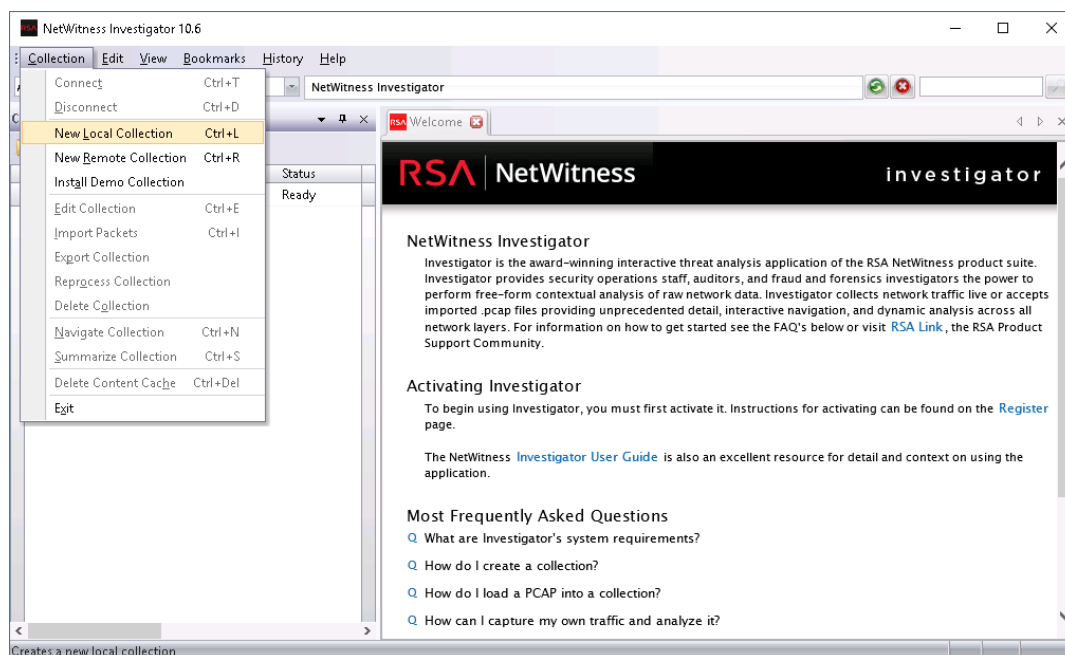 NetWitness Investigator 10.6
Collection Edit View Bookmarks History Help
NetWitness Investigator
Connect Ctrl+T
Disconnect Ctrl+D
New Local Collection Ctrl+L
New Remote Collection Ctrl+R
Install Demo Collection
Edit Collection Ctrl+E
Import Packets Ctrl+I
Export Collection
Reprocess Collection
Delete Collection
Navigate Collection Ctrl+N
Summarize Collection Ctrl+S
Delete Content Cache Ctrl+Del
Exit
Status
Ready
RSA Welcome
RSA NetWitness investigator
NetWitness Investigator
Investigator is the award-winning interactive threat analysis application of the RSA NetWitness product suite.
Investigator provides security operations staff, auditors, and fraud and forensics investigators the power to
perform free-form contextual analysis of raw network data. Investigator collects network traffic live or accepts
imported .pcap files providing unprecedented detail, interactive navigation, and dynamic analysis across all
network layers. For information on how to get started see the FAQ's below or visit RSA Link, the RSA Product
Support Community.
Activating Investigator
To begin using Investigator, you must first activate it. Instructions for activating can be found on the Register
page.
The NetWitness Investigator User Guide is also an excellent resource for detail and context on using the
application.
Most Frequently Asked Questions
Q What are Investigator's system requirements?
Q How do I create a collection?
Q How do I load a PCAP into a collection?
Q How can I capture my own traffic and analyze it?
Creates a new local collection